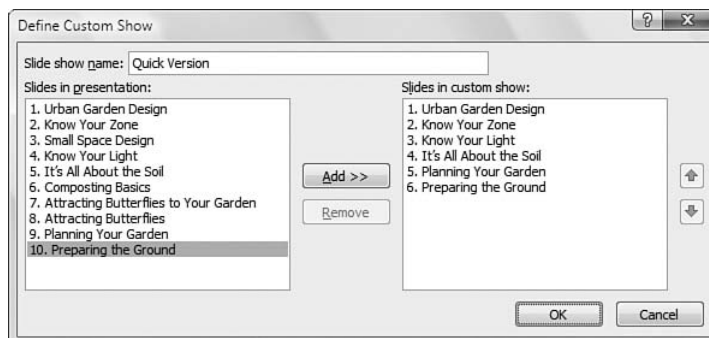 Define Custom Show
?
X
Slide show name: Quick Version
Slides in presentation:
1. Urban Garden Design
2. Know Your Zone
3. Small Space Design
4. Know Your Light
5. It's All About the Soil
6. Composting Basics
7. Attracting Butterflies to Your Garden
8. Attracting Butterflies
9. Planning Your Garden
10. Preparing the Ground
Add >>
Remove
Slides in custom show:
1. Urban Garden Design
2. Know Your Zone
3. Know Your Light
4. It's All About the Soil
5. Planning Your Garden
6. Preparing the Ground
OK
Cancel